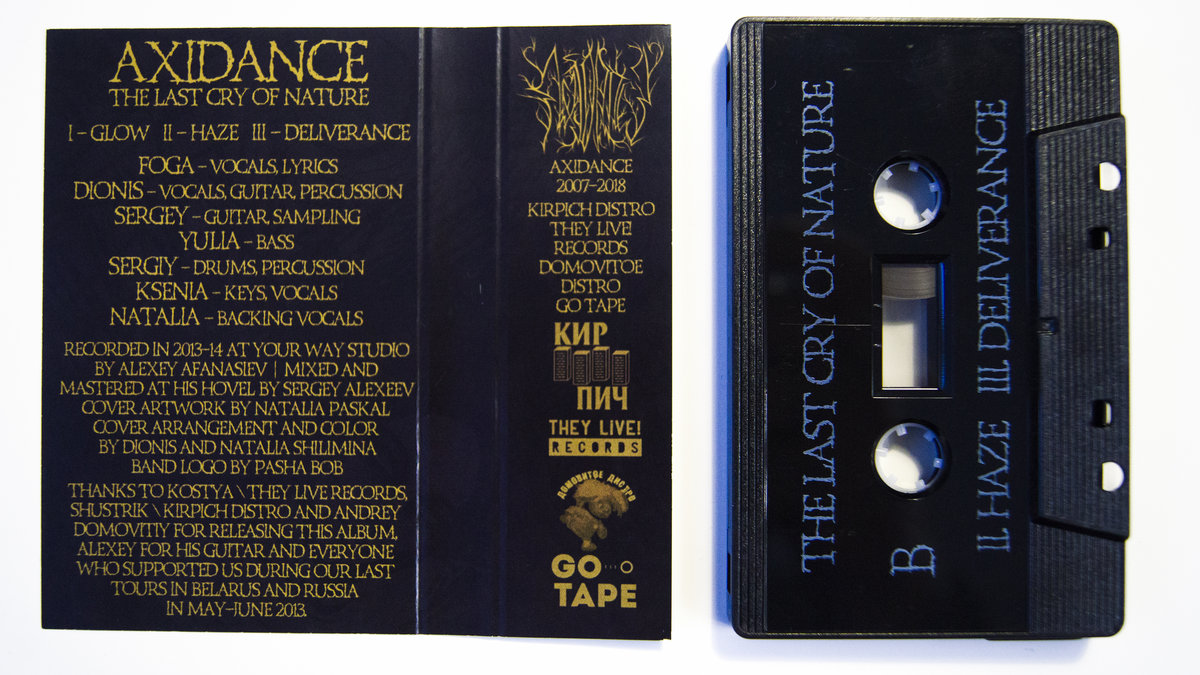 AXIDANCE
THE LAST CRY OF NATURE
I – GLOW II – HAZE III – DELIVERANCE
FOGA – VOCALS, LYRICS
DIONIS – VOCALS, GUITAR, PERCUSSION
SERGEY – GUITAR, SAMPLING
YULIA – BASS
SERGIY – DRUMS, PERCUSSION
KSENIA – KEYS, VOCALS
NATALIA – BACKING VOCALS
RECORDED IN 2013-14 AT YOUR WAY STUDIO
BY ALEXEY AFANASIEV | MIXED AND
MASTERED AT HIS HOVEL BY SERGEY ALEXEEV
COVER ARTWORK BY NATALIA PASKAL
COVER ARRANGEMENT AND COLOR
BY DIONIS AND NATALIA SHILIMINA
BAND LOGO BY PASHA BOB
THANKS TO KOSTYA \ THEY LIVE RECORDS,
SHUSTRIK \ KIRPICH DISTRO AND ANDREY
DOMOVITIY FOR RELEASING THIS ALBUM,
ALEXEY FOR HIS GUITAR AND EVERYONE
WHO SUPPORTED US DURING OUR LAST
TOURS IN BELARUS AND RUSSIA
IN MAY-JUNE 2013.
AXIDANCE
AXIDANCE
2007–2018
KIRPICH DISTRO
THEY LIVE!
RECORDS
DOMOVITOE
DISTRO
GO TAPE
КИР
ПИЧ
THEY LIVE!
RECORDS
ДОМОВИТОЕ ДИСТРО
GO
TAPE
THE LAST CRY OF NATURE
B
II. HAZE III. DELIVERANCE